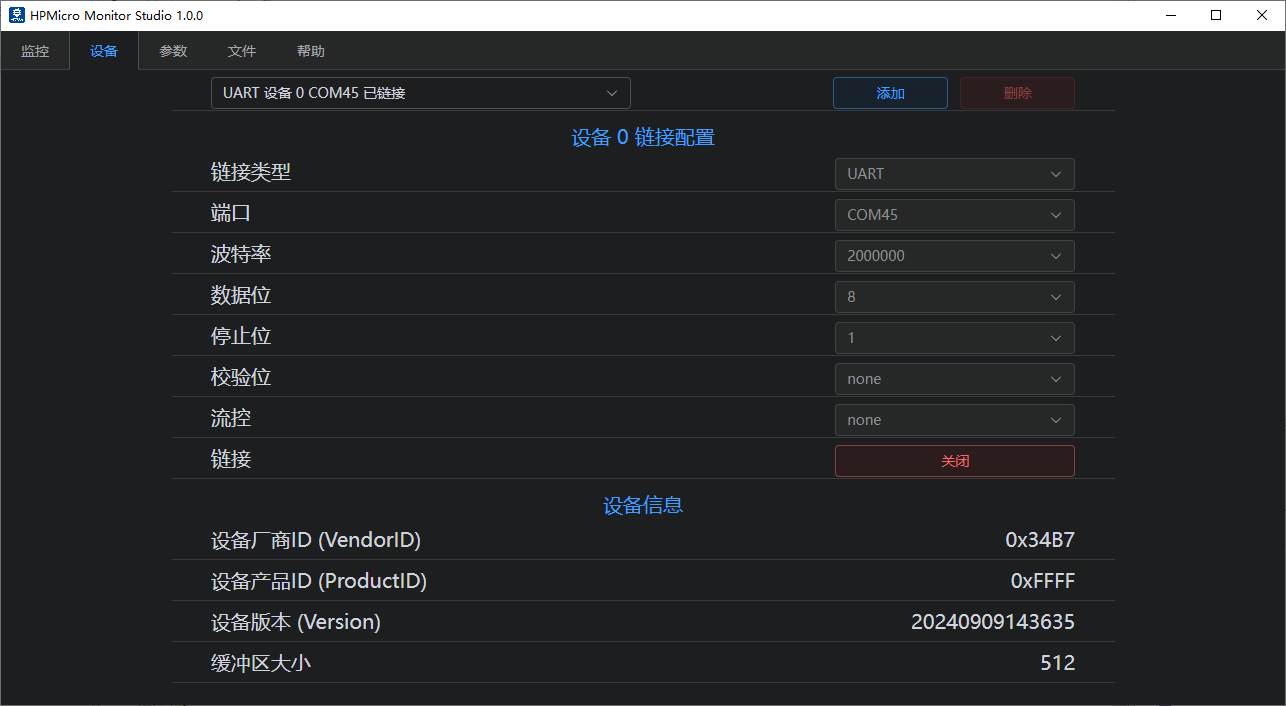 HPMicro Monitor Studio 1.0.0
监控 设备 参数 文件 帮助
UART 设备 0 COM45 已链接 添加 删除
设备 0 链接配置
链接类型 UART
端口 COM45
波特率 2000000
数据位 8
停止位 1
校验位 none
流控 none
链接 关闭
设备信息
设备厂商ID (VendorID) 0x34B7
设备产品ID (ProductID) 0xFFFF
设备版本 (Version) 20240909143635
缓冲区大小 512